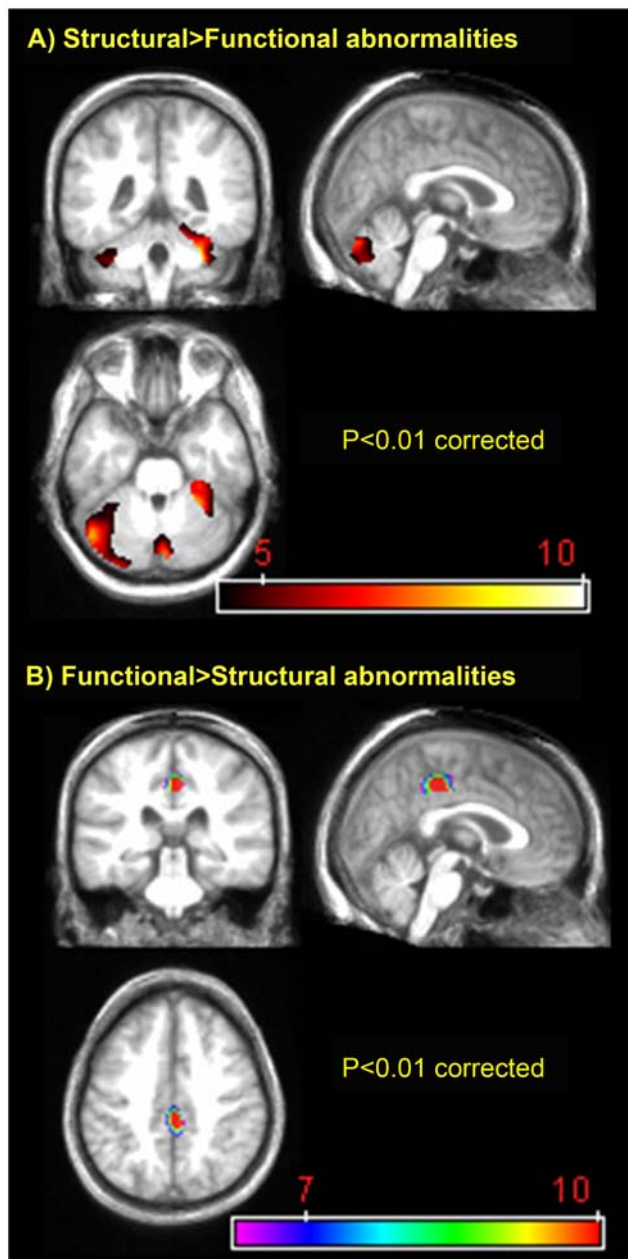 A) Structural>Functional abnormalities
P<0.01 corrected
5 10
B) Functional>Structural abnormalities
P<0.01 corrected
7 10